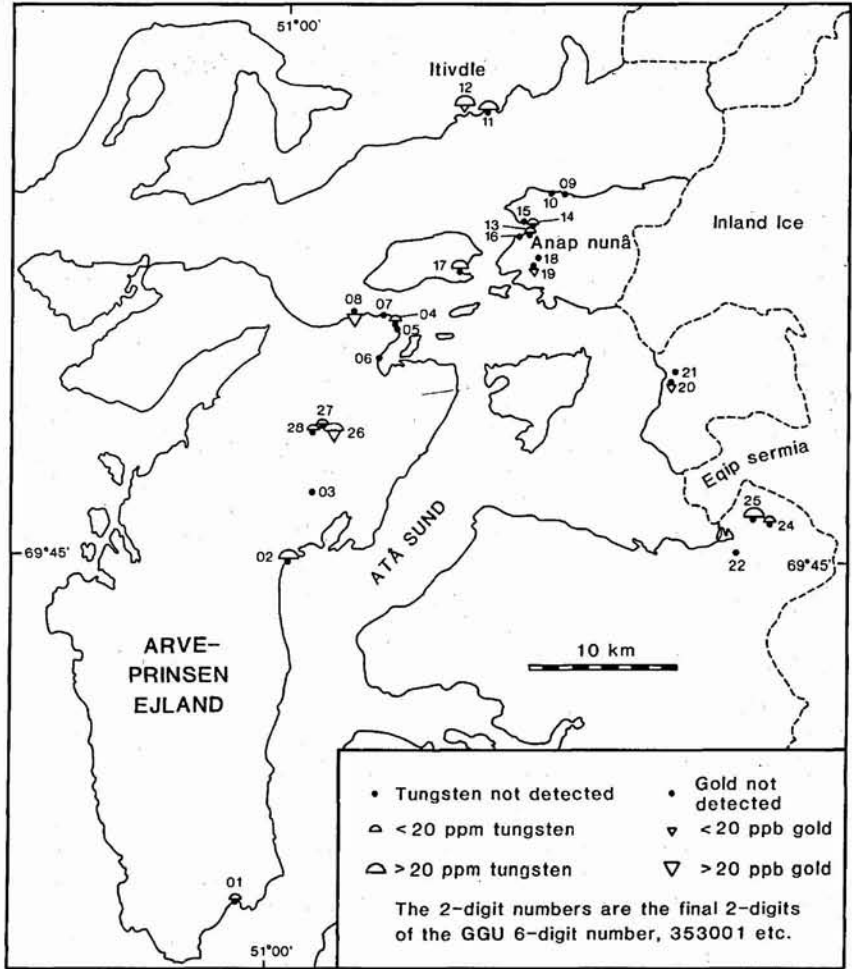 51°00'
Itivdle
12
11
09
10
15
14
13
16
Anap nunâ
Inland Ice
18
19
17
08
07
04
05
06
21
20
27
28
26
Eqip sermia
03
25
24
ATÅ SUND
02
22
69°45'
69°45'
10 km
ARVE-
PRINSEN
EJLAND
01
• Tungsten not detected
<20 ppm tungsten
>20 ppm tungsten
• Gold not
detected
<20 ppb gold
>20 ppb gold
The 2-digit numbers are the final 2-digits
of the GGU 6-digit number, 353001 etc.
51°00'